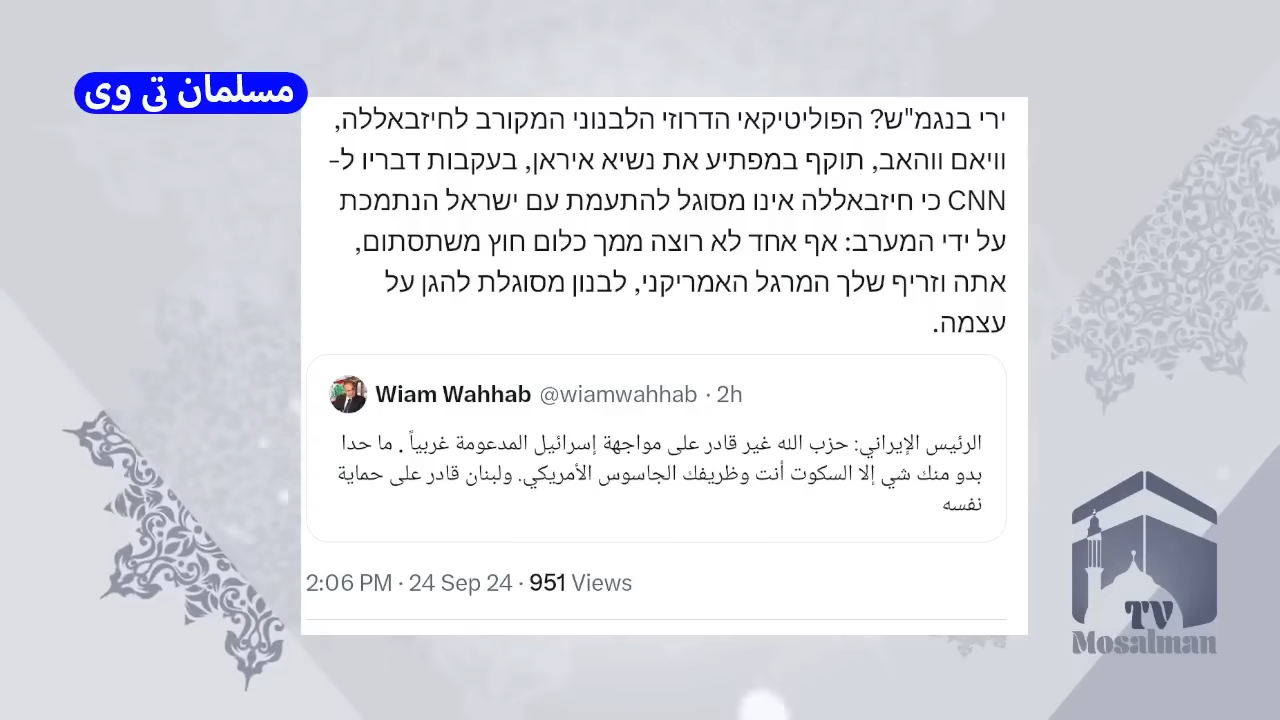 مسلمان تی وی
ירי בנגמ"ש? הפוליטיקאי הדרוזי הלבנוני המקורב לחיזבאללה,
וויאם ווהאב, תוקף במפתיע את נשיא איראן, בעקבות דבריו ל-
CNN כי חיזבאללה אינו מסוגל להתעמת עם ישראל הנתמכת
על ידי המערב: אף אחד לא רוצה ממך כלום חוץ משתסתום,
אתה וזריף שלך המרגל האמריקני, לבנון מסוגלת להגן על
עצמה.
Wiam Wahhab @wiamwahhab · 2h
الرئيس الإيراني: حزب الله غير قادر على مواجهة إسرائيل المدعومة غربياً . ما حدا
بدو منك شي إلا السكوت أنت وظريفك الجاسوس الأمريكي. ولبنان قادر على حماية
نفسه
2:06 PM · 24 Sep 24 · 951 Views
TV
Mosalman